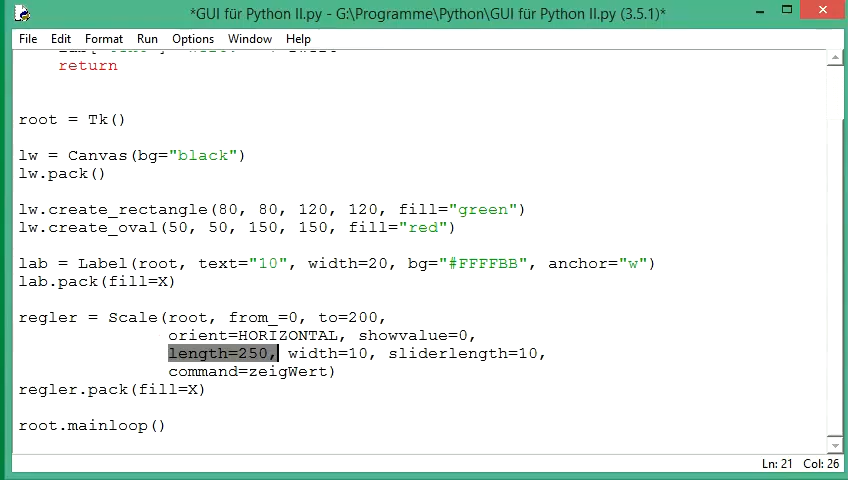 *GUI für Python II.py - G:\Programme\Python\GUI für Python II.py (3.5.1)*
File Edit Format Run Options Window Help
return
root = Tk()
lw = Canvas(bg="black")
lw.pack()
lw.create_rectangle(80, 80, 120, 120, fill="green")
lw.create_oval(50, 50, 150, 150, fill="red")
lab = Label(root, text="10", width=20, bg="#FFFFBB", anchor="w")
lab.pack(fill=X)
regler = Scale(root, from_=0, to=200,
orient=HORIZONTAL, showvalue=0,
length=250, width=10, sliderlength=10,
command=zeigWert)
regler.pack(fill=X)
root.mainloop()
Ln: 21 Col: 26